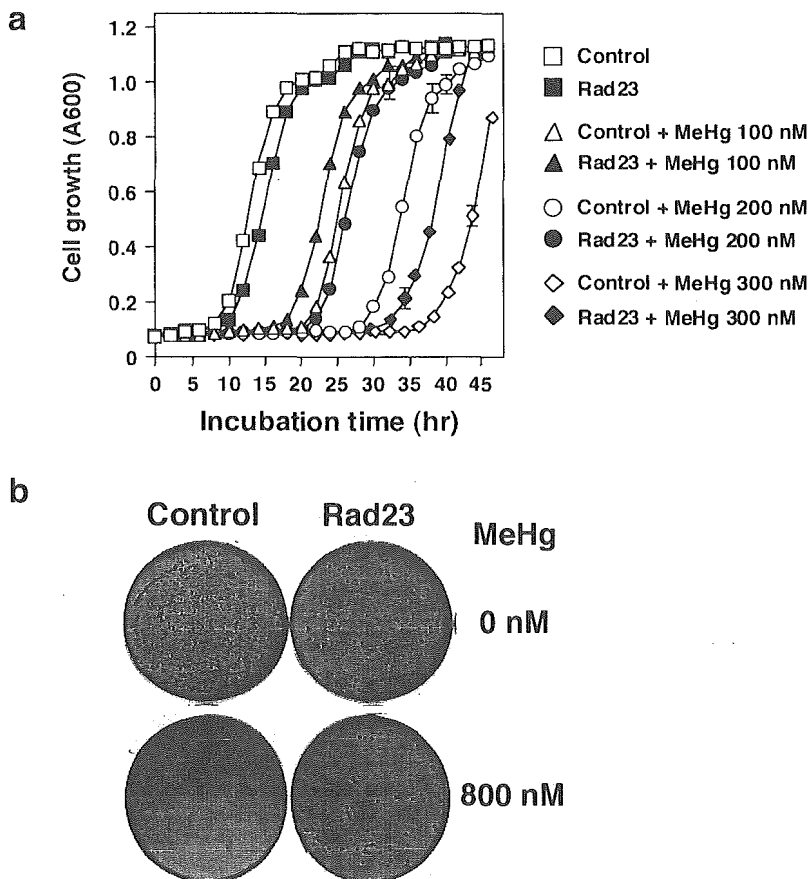 a
1.2
1.0
0.8
0.6
0.4
0.2
0
Cell growth (A600)
0 5 10 15 20 25 30 35 40 45
Incubation time (hr)
Control
Rad23
Control + MeHg 100 nM
Rad23 + MeHg 100 nM
Control + MeHg 200 nM
Rad23 + MeHg 200 nM
Control + MeHg 300 nM
Rad23 + MeHg 300 nM
b
Control Rad23 MeHg
0 nM
800 nM